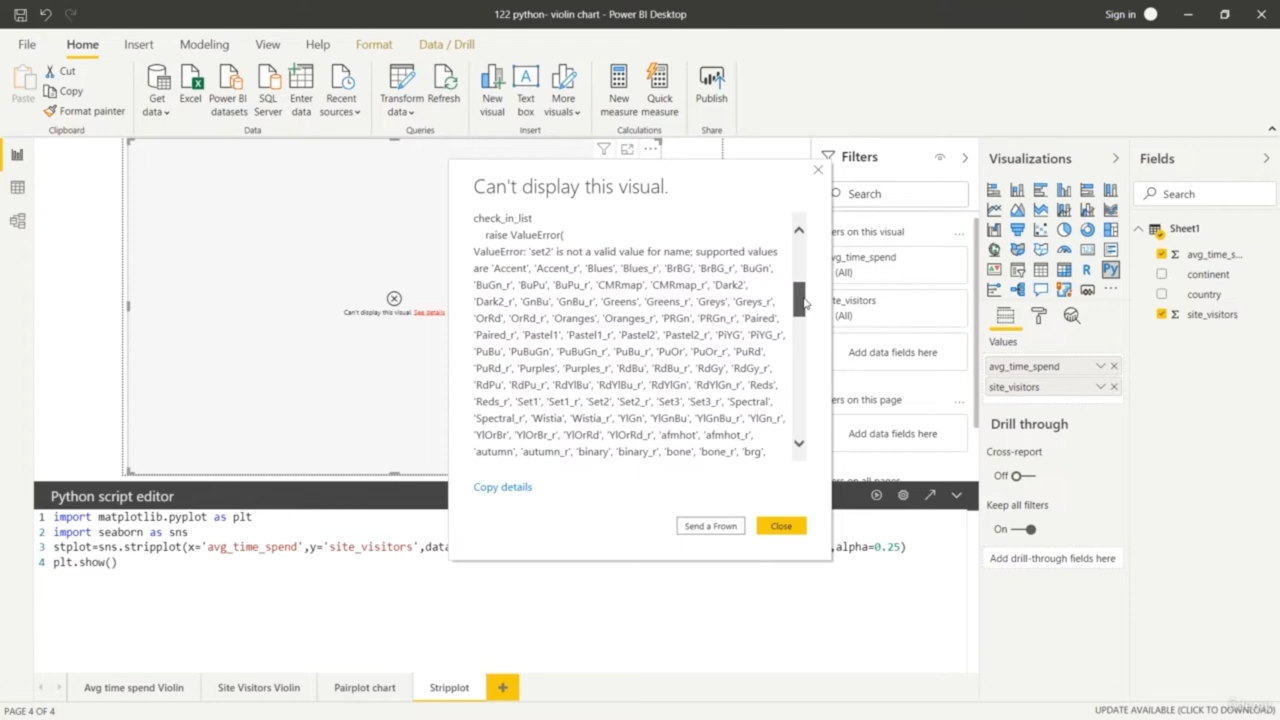 122 python- violin chart - Power BI Desktop
Sign in
File Home Insert Modeling View Help Format Data / Drill
Paste
Cut
Copy
Format painter
Clipboard
Get data
Excel
Power BI datasets
SQL Server
Enter data
Recent sources
Data
Transform data
Refresh
Queries
New visual
Text box
More visuals
Insert
New measure
Quick measure
Calculations
Publish
Share
Can't display this visual. See details
Can't display this visual.
check_in_list
raise ValueError(
ValueError: 'set2' is not a valid value for name; supported values
are 'Accent', 'Accent_r', 'Blues', 'Blues_r', 'BrBG', 'BrBG_r', 'BuGn',
'BuGn_r', 'BuPu', 'BuPu_r', 'CMRmap', 'CMRmap_r', 'Dark2',
'Dark2_r', 'GnBu', 'GnBu_r', 'Greens', 'Greens_r', 'Greys', 'Greys_r',
'OrRd', 'OrRd_r', 'Oranges', 'Oranges_r', 'PRGn', 'PRGn_r', 'Paired',
'Paired_r', 'Pastel1', 'Pastel1_r', 'Pastel2', 'Pastel2_r', 'PiYG', 'PiYG_r',
'PuBu', 'PuBuGn', 'PuBuGn_r', 'PuBu_r', 'PuOr', 'PuOr_r', 'PuRd',
'PuRd_r', 'Purples', 'Purples_r', 'RdBu', 'RdBu_r', 'RdGy', 'RdGy_r',
'RdPu', 'RdPu_r', 'RdYlBu', 'RdYlBu_r', 'RdYlGn', 'RdYlGn_r', 'Reds',
'Reds_r', 'Set1', 'Set1_r', 'Set2', 'Set2_r', 'Set3', 'Set3_r', 'Spectral',
'Spectral_r', 'Wistia', 'Wistia_r', 'YlGn', 'YlGnBu', 'YlGnBu_r', 'YlGn_r',
'YlOrBr', 'YlOrBr_r', 'YlOrRd', 'YlOrRd_r', 'afmhot', 'afmhot_r',
'autumn', 'autumn_r', 'binary', 'binary_r', 'bone', 'bone_r', 'brg',
Copy details
Send a Frown
Close
Filters
Search
ers on this visual ...
vg_time_spend
(All)
ite_visitors
(All)
Add data fields here
ers on this page ...
Add data fields here
Visualizations
R Py
Values
avg_time_spend
site_visitors
Drill through
Cross-report
Off
Keep all filters
On
Add drill-through fields here
Fields
Search
Sheet1
Σ avg_time_s...
continent
country
Σ site_visitors
Python script editor
1 import matplotlib.pyplot as plt
2 import seaborn as sns
3 stplot=sns.stripplot(x='avg_time_spend',y='site_visitors',data ,alpha=0.25)
4 plt.show()
Avg time spend Violin
Site Visitors Violin
Pairplot chart
Stripplot
PAGE 4 OF 4
UPDATE AVAILABLE (CLICK TO DOWNLOAD)